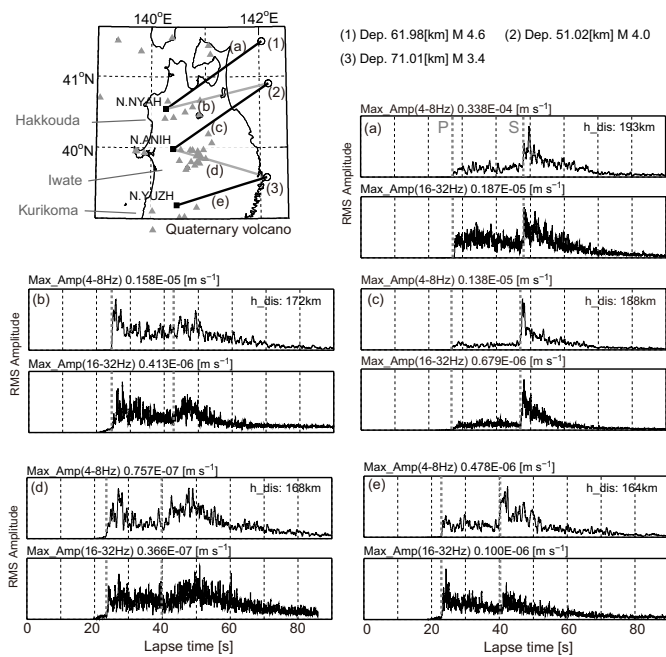 140°E
142°E
(1) Dep. 61.98[km] M 4.6 (2) Dep. 51.02[km] M 4.0
(3) Dep. 71.01[km] M 3.4
(1)
(a)
41°N
(2)
N.NYAH
(b)
Hakkouda
(c)
N.ANIH
40°N
(d)
Iwate
(3)
N.YUZH
(e)
Kurikoma
Quaternary volcano
Max_Amp(4-8Hz) 0.338E-04 [m s⁻¹]
(a)
P
S
h_dis: 193km
Max_Amp(16-32Hz) 0.187E-05 [m s⁻¹]
RMS Amplitude
Max_Amp(4-8Hz) 0.158E-05 [m s⁻¹]
(b)
h_dis: 172km
Max_Amp(16-32Hz) 0.413E-06 [m s⁻¹]
RMS Amplitude
Max_Amp(4-8Hz) 0.138E-05 [m s⁻¹]
(c)
h_dis: 188km
Max_Amp(16-32Hz) 0.679E-06 [m s⁻¹]
Max_Amp(4-8Hz) 0.757E-07 [m s⁻¹]
(d)
h_dis: 168km
Max_Amp(16-32Hz) 0.366E-07 [m s⁻¹]
RMS Amplitude
0 20 40 60 80
Lapse time [s]
Max_Amp(4-8Hz) 0.478E-06 [m s⁻¹]
(e)
h_dis: 164km
Max_Amp(16-32Hz) 0.100E-06 [m s⁻¹]
0 20 40 60 80
Lapse time [s]